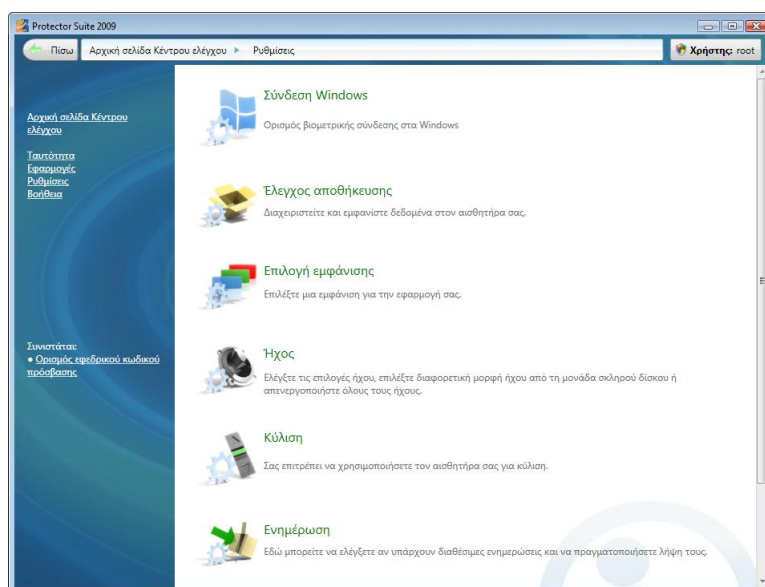 Protector Suite 2009
Πίσω
Αρχική σελίδα Κέντρου ελέγχου
Ρυθμίσεις
Χρήστης: root
Αρχική σελίδα Κέντρου
ελέγχου
Ταυτότητα
Εφαρμογές
Ρυθμίσεις
Βοήθεια
Συνιστάται:
● Ορισμός εφεδρικού κωδικού
πρόσβασης
Σύνδεση Windows
Ορισμός βιομετρικής σύνδεσης στα Windows
Έλεγχος αποθήκευσης
Διαχειριστείτε και εμφανίστε δεδομένα στον αισθητήρα σας.
Επιλογή εμφάνισης
Επιλέξτε μια εμφάνιση για την εφαρμογή σας.
Ήχος
Ελέγξτε τις επιλογές ήχου, επιλέξτε διαφορετική μορφή ήχου από τη μονάδα σκληρού δίσκου ή
απενεργοποιήστε όλους τους ήχους.
Κύλιση
Σας επιτρέπει να χρησιμοποιήσετε τον αισθητήρα σας για κύλιση.
Ενημέρωση
Εδώ μπορείτε να ελέγξετε αν υπάρχουν διαθέσιμες ενημερώσεις και να πραγματοποιήσετε λήψη τους.